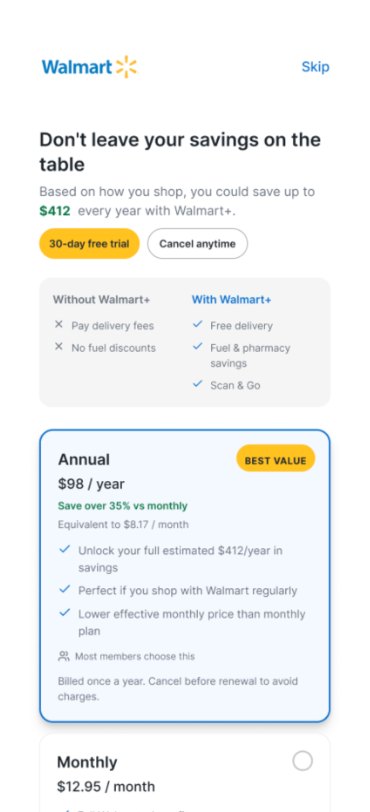 Walmart
Skip
Don't leave your savings on the
table
Based on how you shop, you could save up to
$412 every year with Walmart+.
30-day free trial
Cancel anytime
Without Walmart+
Pay delivery fees
No fuel discounts
With Walmart+
Free delivery
Fuel & pharmacy
savings
Scan & Go
Annual
BEST VALUE
$98 / year
Save over 35% vs monthly
Equivalent to $8.17 / month
Unlock your full estimated $412/year in
savings
Perfect if you shop with Walmart regularly
Lower effective monthly price than monthly
plan
Most members choose this
Billed once a year. Cancel before renewal to avoid
charges.
Monthly
$12.95 / month